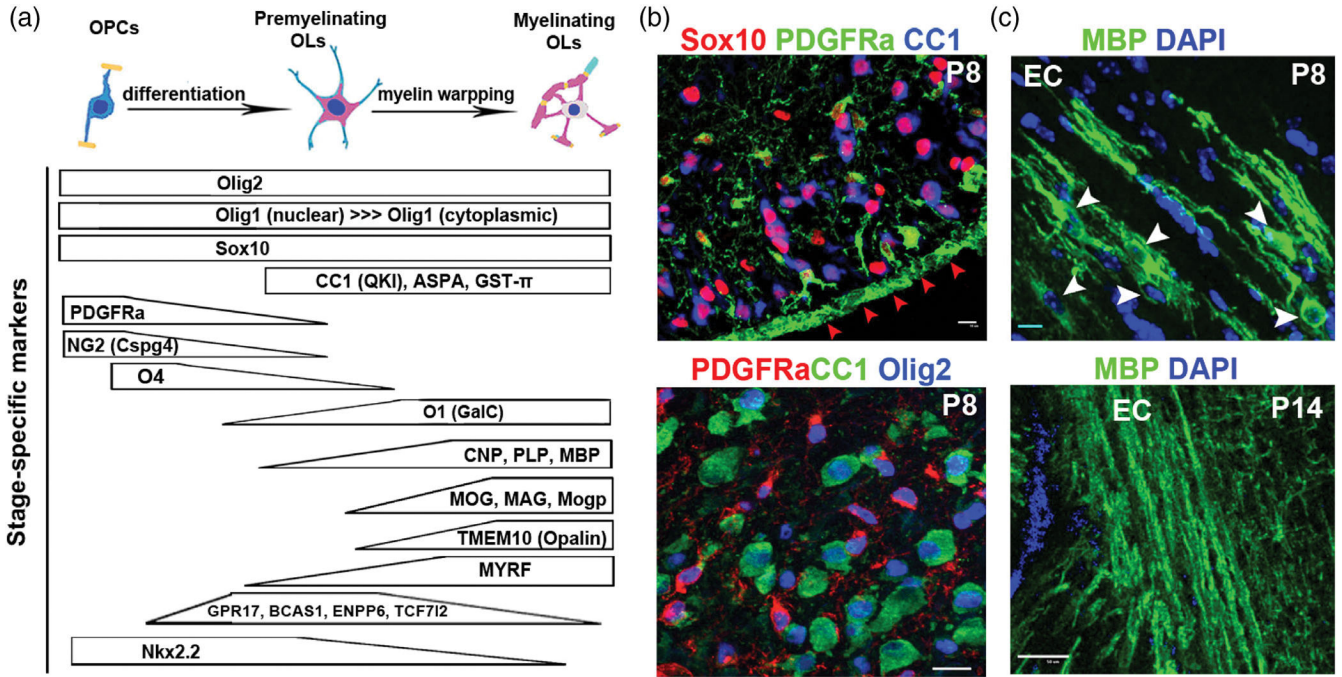 (a)
OPCs
Premyelinating
OLs
Myelinating
OLs
differentiation
myelin warpping
Stage-specific markers
Olig2
Olig1 (nuclear) >>> Olig1 (cytoplasmic)
Sox10
CC1 (QKI), ASPA, GST-π
PDGFRa
NG2 (Cspg4)
O4
O1 (GalC)
CNP, PLP, MBP
MOG, MAG, Mogp
TMEM10 (Opalin)
MYRF
GPR17, BCAS1, ENPP6, TCF7l2
Nkx2.2
(b)
Sox10 PDGFRa CC1
P8
PDGFRaCC1 Olig2
P8
(c)
MBP DAPI
EC
P8
MBP DAPI
EC
P14